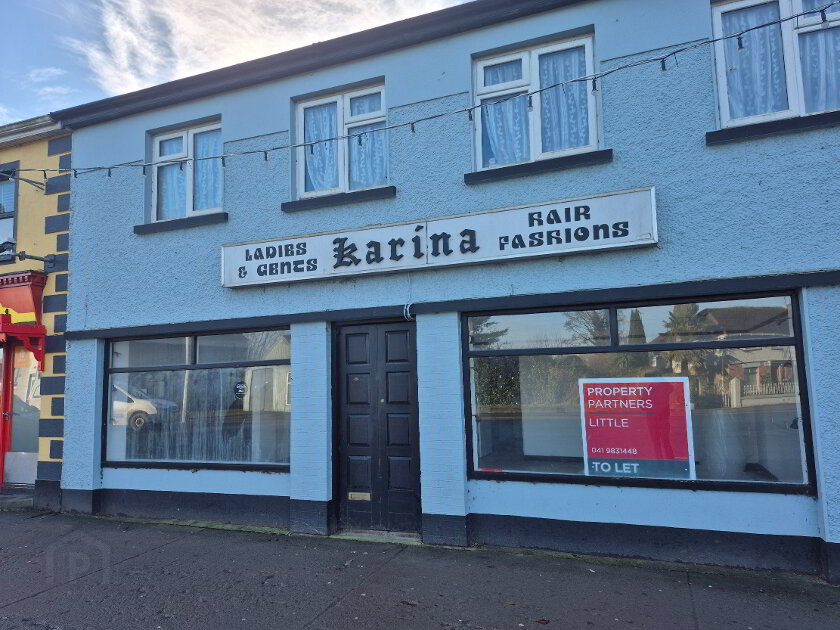 LADIES
& GENTS
Karina
HAIR
FASHIONS
PROPERTY
PARTNERS
LITTLE
041 9831448
TO LET